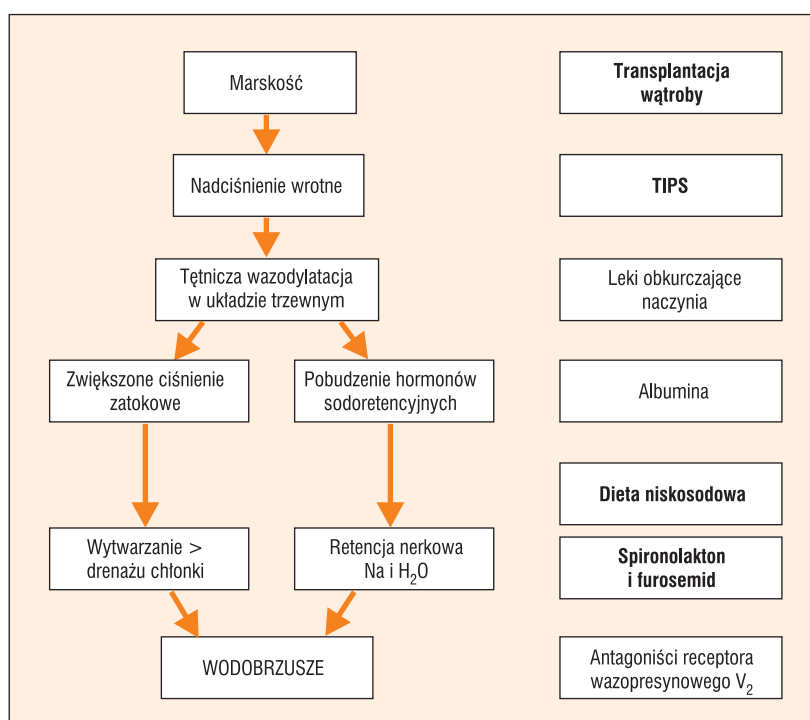 Marskość
Transplantacja
wątroby
Nadciśnienie wrotne
TIPS
Tętnicza wazodylatacja
w układzie trzewnym
Leki obkurczające
naczynia
Zwiększone ciśnienie
zatokowe
Pobudzenie hormonów
sodoretencyjnych
Albumina
Dieta niskosodowa
Wytwarzanie >
drenażu chłonki
Retencja nerkowa
Na i H₂O
Spironolakton
i furosemid
WODOBRZUSZE
Antagoniści receptora
wazopresynowego V₂